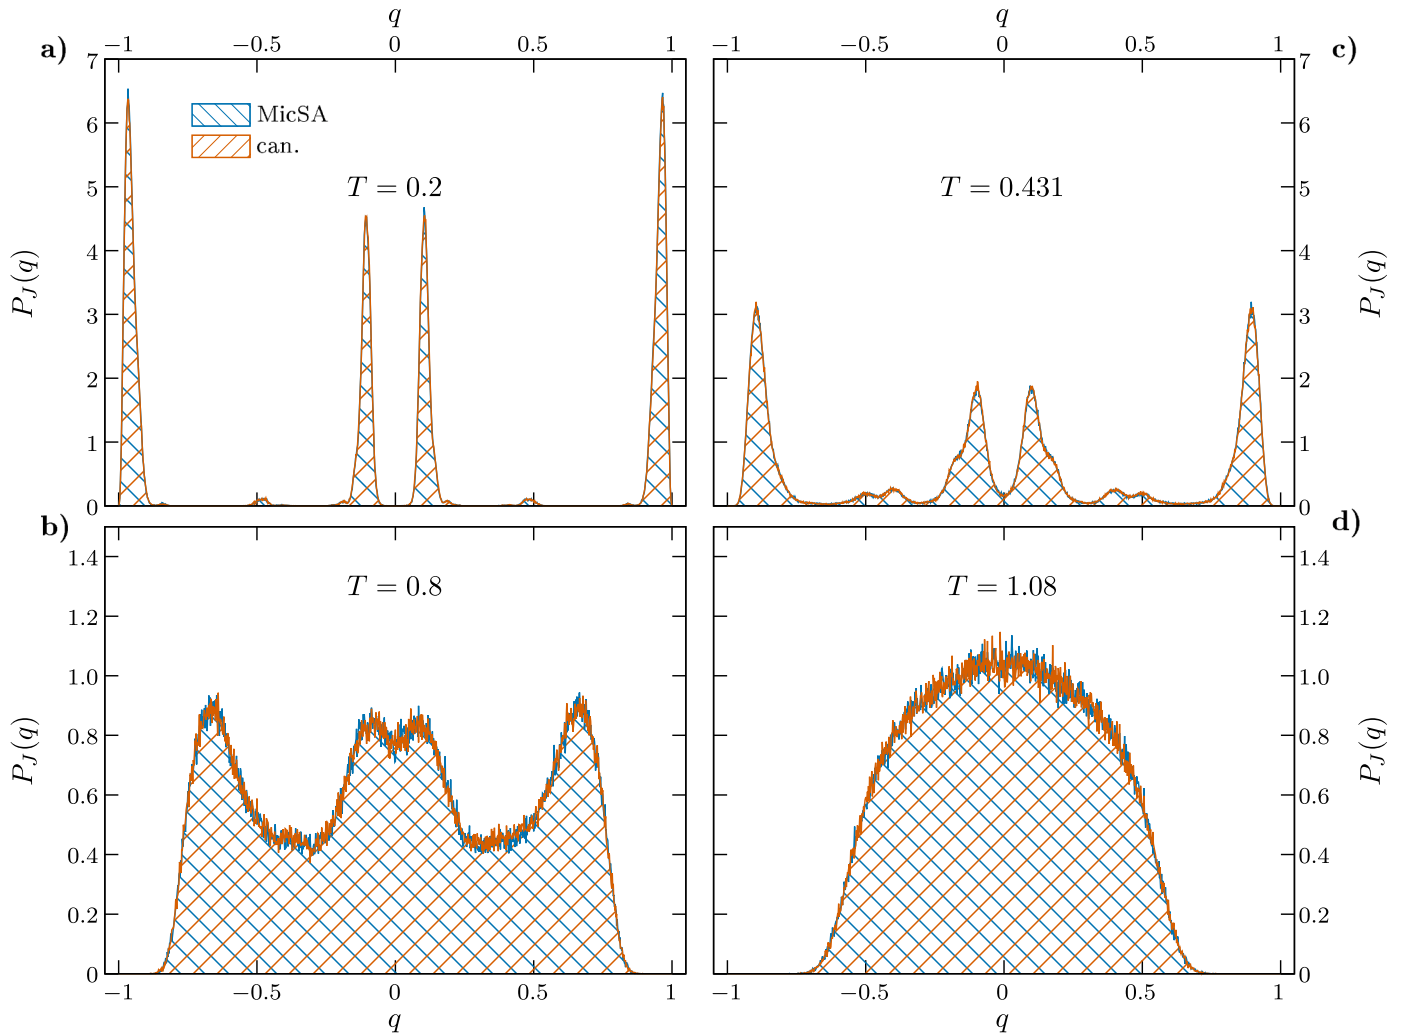 q q
a) −1 −0.5 0 0.5 1 −1 −0.5 0 0.5 1 c)
7 7
MicSA
6 6
can.
5 T = 0.2 T = 0.431 5
4 4
P_J(q) P_J(q)
3 3
2 2
1 1
0 0
b) d)
1.4 T = 0.8 T = 1.08 1.4
1.2 1.2
1.0 1.0
P_J(q) P_J(q)
0.8 0.8
0.6 0.6
0.4 0.4
0.2 0.2
0 0
−1 −0.5 0 0.5 1 −1 −0.5 0 0.5 1
q q